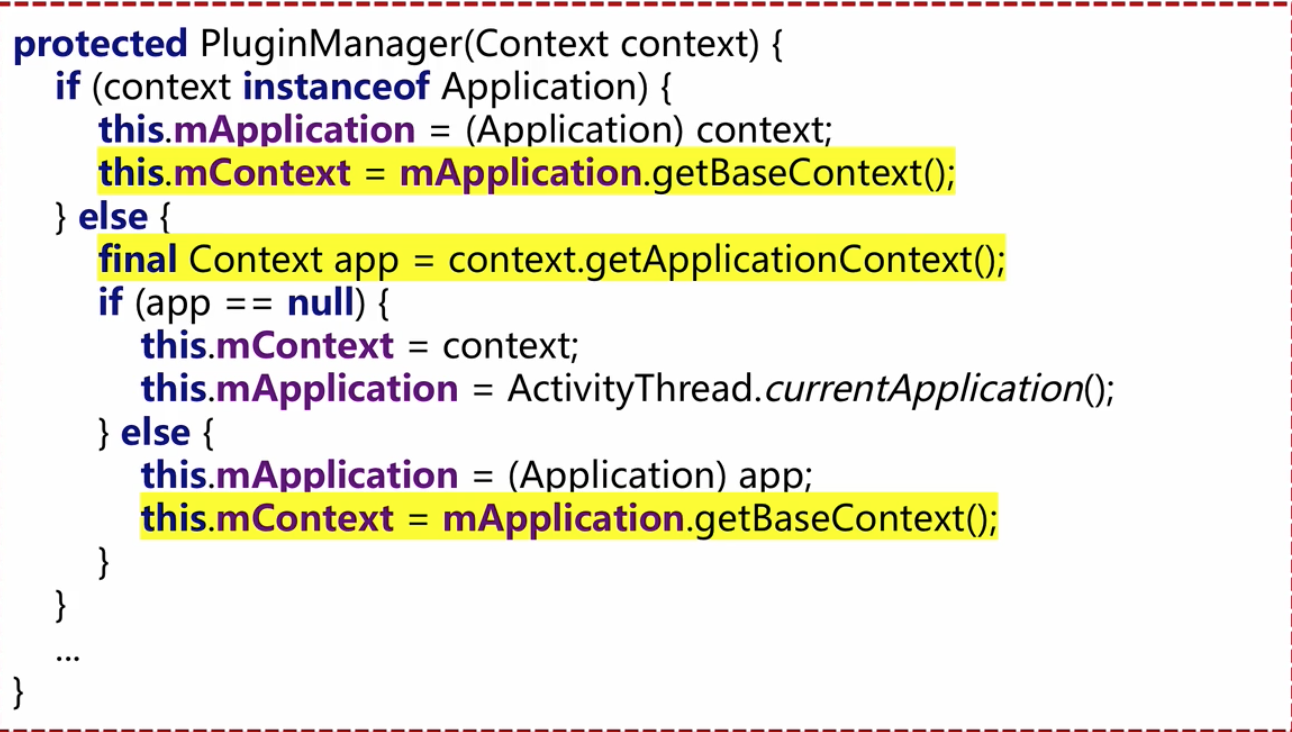 protected PluginManager(Context context) {
if (context instanceof Application) {
this.mApplication = (Application) context;
this.mContext = mApplication.getBaseContext();
} else {
final Context app = context.getApplicationContext();
if (app == null) {
this.mContext = context;
this.mApplication = ActivityThread.currentApplication();
} else {
this.mApplication = (Application) app;
this.mContext = mApplication.getBaseContext();
}
}
...
}